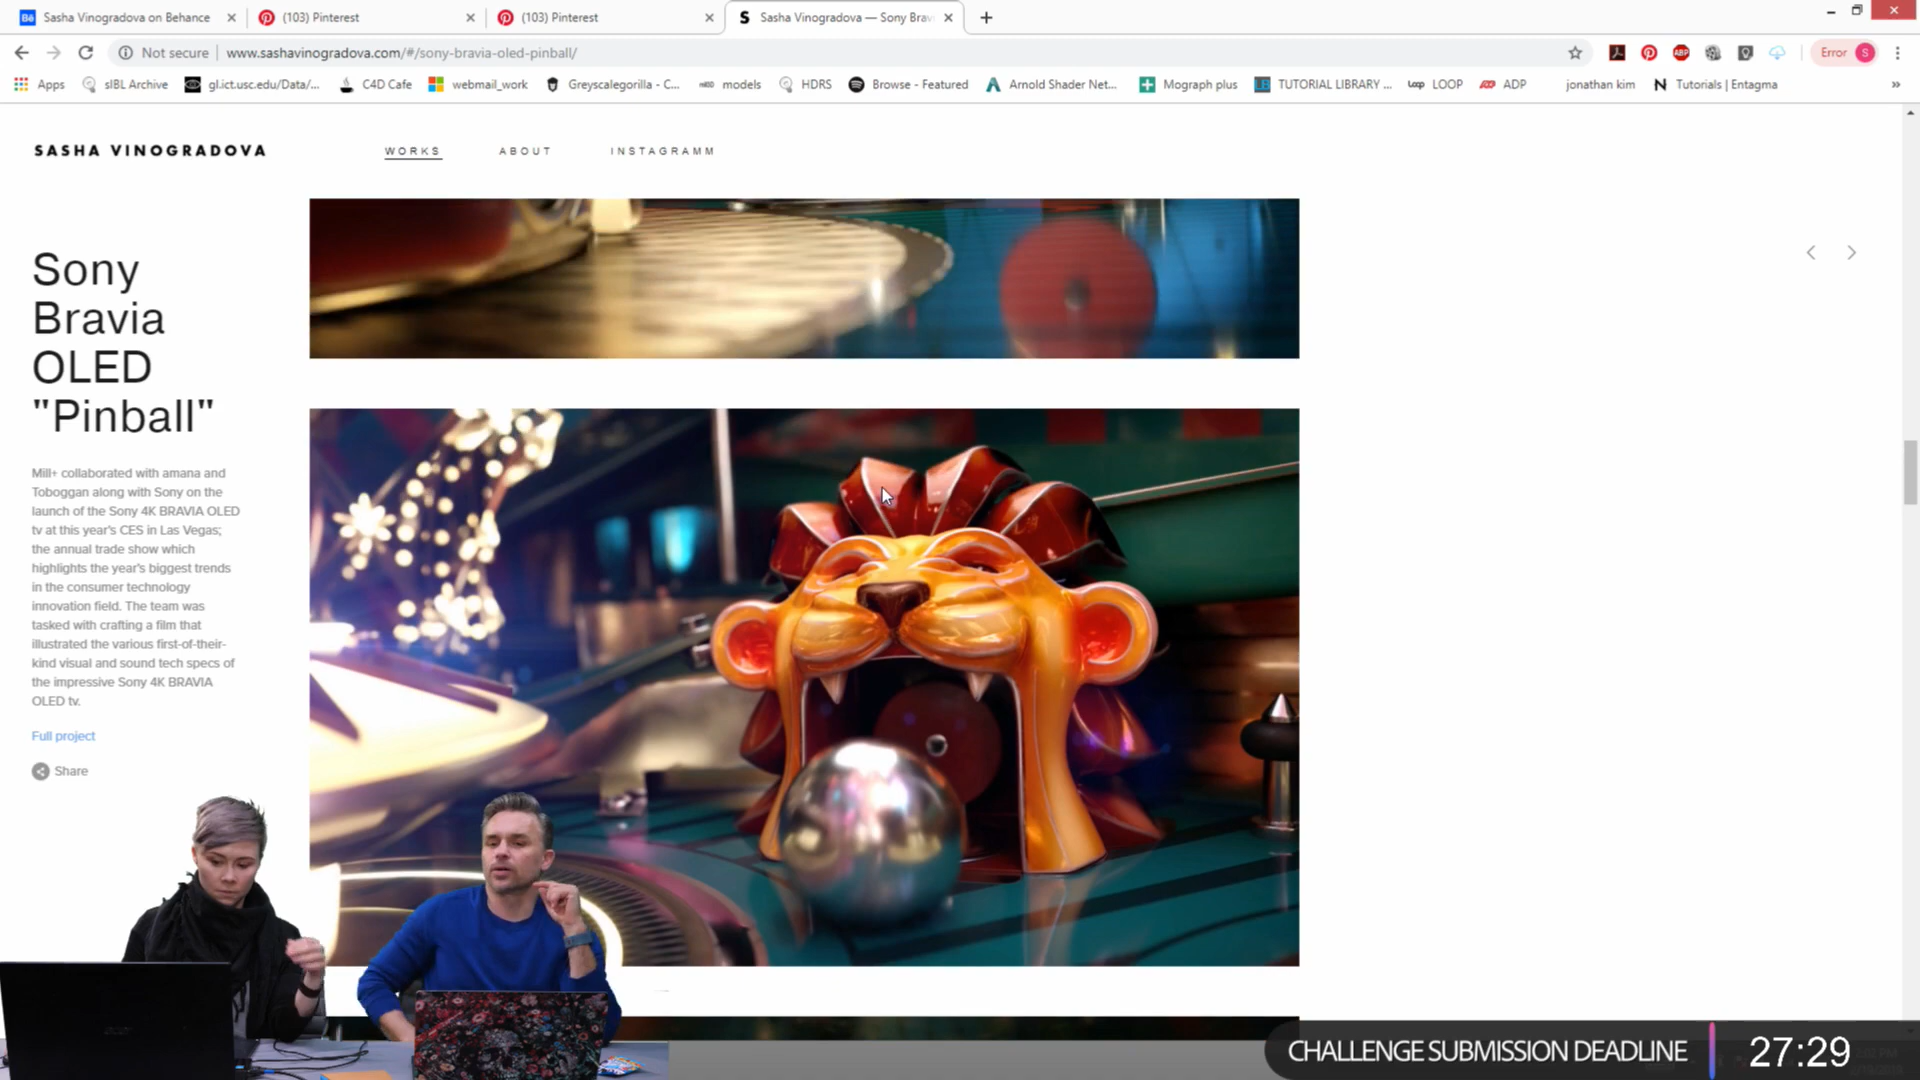 Sasha Vinogradova on Behance
(103) Pinterest
(103) Pinterest
Sasha Vinogradova — Sony Brav
Not secure
www.sashavinogradova.com/#/sony-bravia-oled-pinball/
Error
S
Apps
sIBL Archive
gl.ict.usc.edu/Data/...
C4D Cafe
webmail_work
Greyscalegorilla - C...
models
HDRS
Browse - Featured
Arnold Shader Net...
Mograph plus
TUTORIAL LIBRARY ...
LOOP
ADP
jonathan kim
Tutorials | Entagma
SASHA VINOGRADOVA
WORKS
ABOUT
INSTAGRAMM
Sony
Bravia
OLED
"Pinball"
Mill+ collaborated with amana and
Toboggan along with Sony on the
launch of the Sony 4K BRAVIA OLED
tv at this year's CES in Las Vegas;
the annual trade show which
highlights the year's biggest trends
in the consumer technology
innovation field. The team was
tasked with crafting a film that
illustrated the various first-of-their-
kind visual and sound tech specs of
the impressive Sony 4K BRAVIA
OLED tv.
Full project
Share
CHALLENGE SUBMISSION DEADLINE
27:29